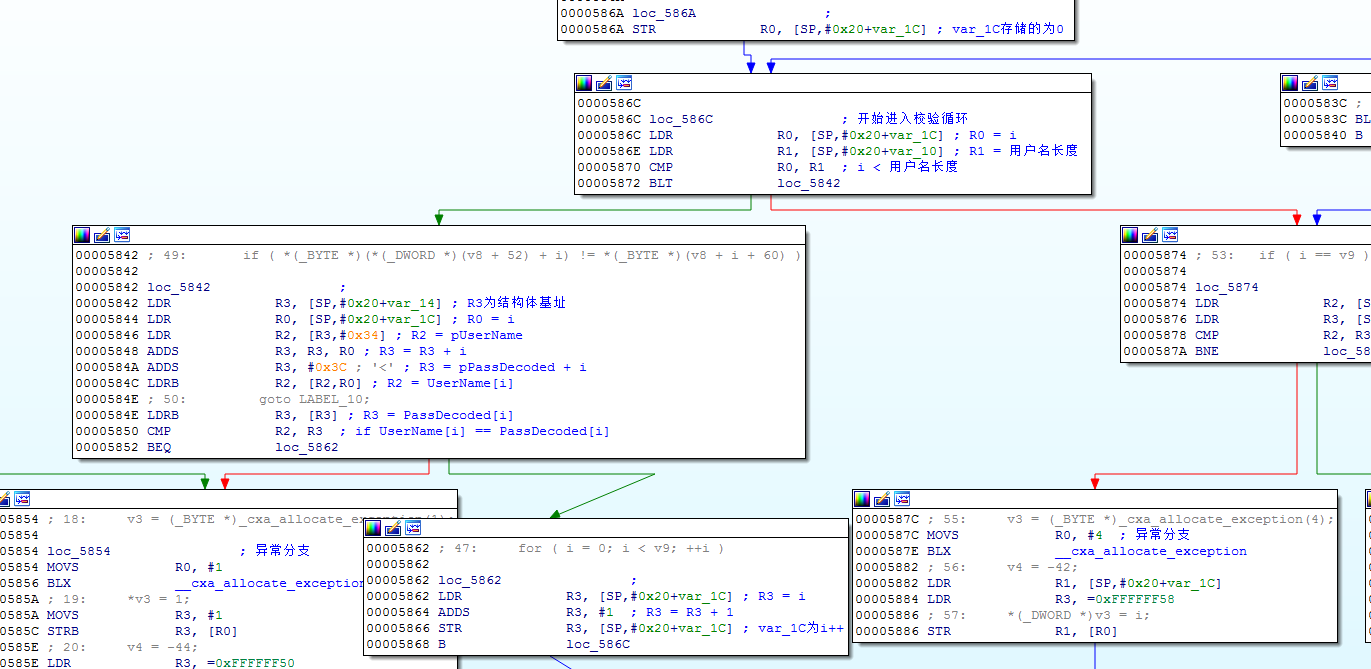 0000586A loc_586A ;
0000586A STR R0, [SP,#0x20+var_1C] ; var_1C存储的为0
0000586C
0000586C loc_586C ; 开始进入校验循环
0000586C LDR R0, [SP,#0x20+var_1C] ; R0 = i
0000586E LDR R1, [SP,#0x20+var_10] ; R1 = 用户名长度
00005870 CMP R0, R1 ; i < 用户名长度
00005872 BLT loc_5842
0000583C ;
0000583C BL
00005840 B
00005842 ; 49: if ( *(_BYTE *)(*(_DWORD *)(v8 + 52) + i) != *(_BYTE *)(v8 + i + 60) )
00005842
00005842 loc_5842 ;
00005842 LDR R3, [SP,#0x20+var_14] ; R3为结构体基址
00005844 LDR R0, [SP,#0x20+var_1C] ; R0 = i
00005846 LDR R2, [R3,#0x34] ; R2 = pUserName
00005848 ADDS R3, R3, R0 ; R3 = R3 + i
0000584A ADDS R3, #0x3C ; '<' ; R3 = pPassDecoded + i
0000584C LDRB R2, [R2,R0] ; R2 = UserName[i]
0000584E ; 50: goto LABEL_10;
0000584E LDRB R3, [R3] ; R3 = PassDecoded[i]
00005850 CMP R2, R3 ; if UserName[i] == PassDecoded[i]
00005852 BEQ loc_5862
00005874 ; 53: if ( i == v9 )
00005874
00005874 loc_5874
00005874 LDR R2, [S
00005876 LDR R3, [S
00005878 CMP R2, R3
0000587A BNE loc_58
05854 ; 18: v3 = (_BYTE *)_cxa_allocate_exception(1);
05854
05854 loc_5854 ; 异常分支
05854 MOVS R0, #1
05856 BLX __cxa_allocate_exception
0585A ; 19: *v3 = 1;
0585A MOVS R3, #1
0585C STRB R3, [R0]
0585E ; 20: v4 = -44;
0585E LDR R3, =0xFFFFFF50
00005862 ; 47: for ( i = 0; i < v9; ++i )
00005862
00005862 loc_5862 ;
00005862 LDR R3, [SP,#0x20+var_1C] ; R3 = i
00005864 ADDS R3, #1 ; R3 = R3 + 1
00005866 STR R3, [SP,#0x20+var_1C] ; var_1C为i++
00005868 B loc_586C
0000587C ; 55: v3 = (_BYTE *)_cxa_allocate_exception(4);
0000587C MOVS R0, #4 ; 异常分支
0000587E BLX __cxa_allocate_exception
00005882 ; 56: v4 = -42;
00005882 LDR R1, [SP,#0x20+var_1C]
00005884 LDR R3, =0xFFFFFF58
00005886 ; 57: *(_DWORD *)v3 = i;
00005886 STR R1, [R0]